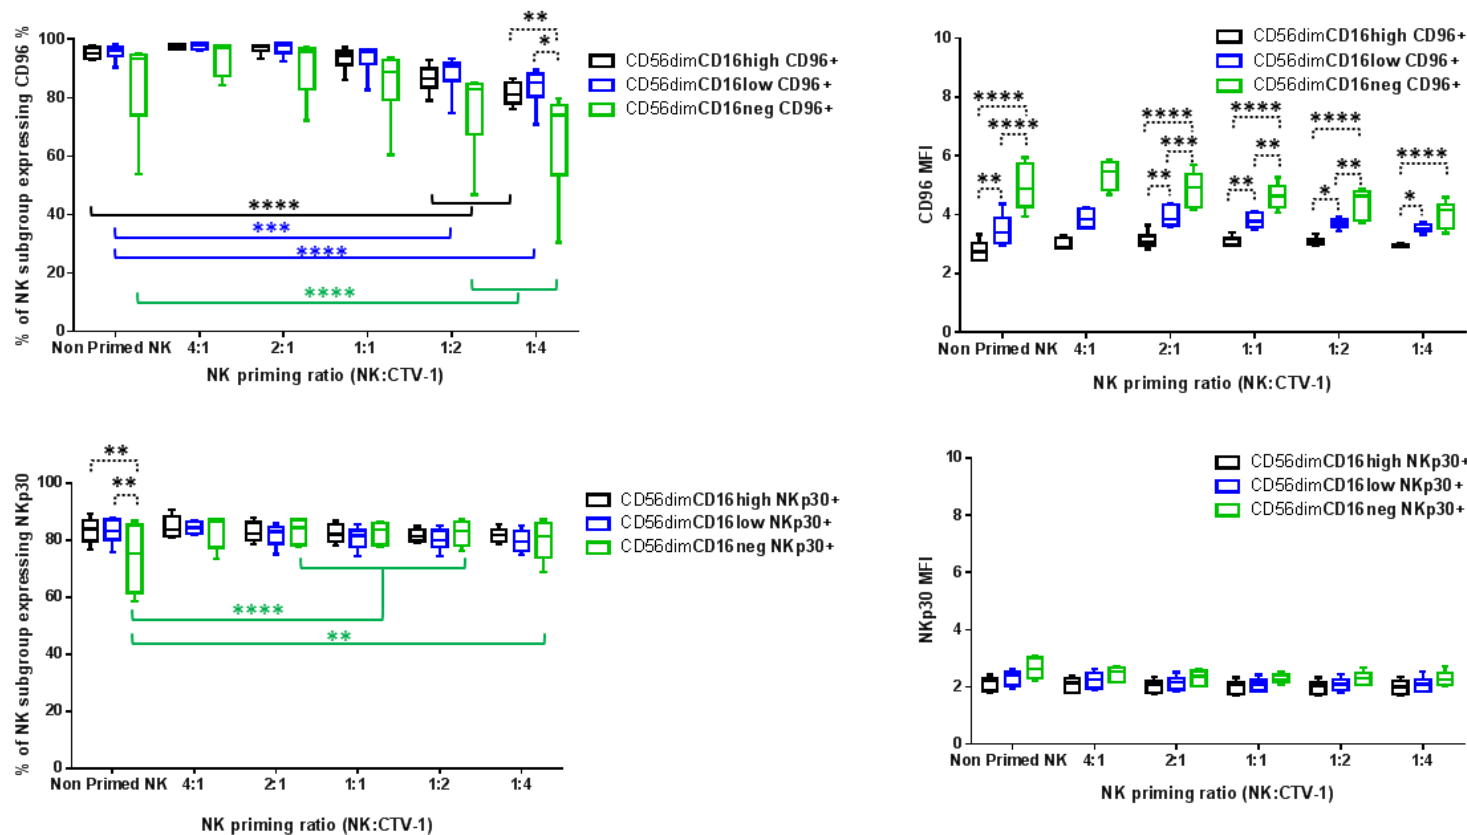 % of NK subgroup expressing CD96 %
100
80
60
40
20
0
**
*
****
***
****
****
CD56dimCD16high CD96+
CD56dimCD16low CD96+
CD56dimCD16neg CD96+
Non Primed NK 4:1 2:1 1:1 1:2 1:4
NK priming ratio (NK:CTV-1)
CD96 MFI
10
8
6
4
2
0
CD56dimCD16high CD96+
CD56dimCD16low CD96+
CD56dimCD16neg CD96+
****
****
**
****
***
**
****
**
**
****
**
*
****
*
Non Primed NK 4:1 2:1 1:1 1:2 1:4
NK priming ratio (NK:CTV-1)
% of NK subgroup expressing NKp30
100
80
60
40
20
0
**
**
****
**
CD56dimCD16high NKp30+
CD56dimCD16low NKp30+
CD56dimCD16neg NKp30+
Non Primed NK 4:1 2:1 1:1 1:2 1:4
NK priming ratio (NK:CTV-1)
NKp30 MFI
10
8
6
4
2
0
CD56dimCD16high NKp30+
CD56dimCD16low NKp30+
CD56dimCD16neg NKp30+
Non Primed NK 4:1 2:1 1:1 1:2 1:4
NK priming ratio (NK:CTV-1)